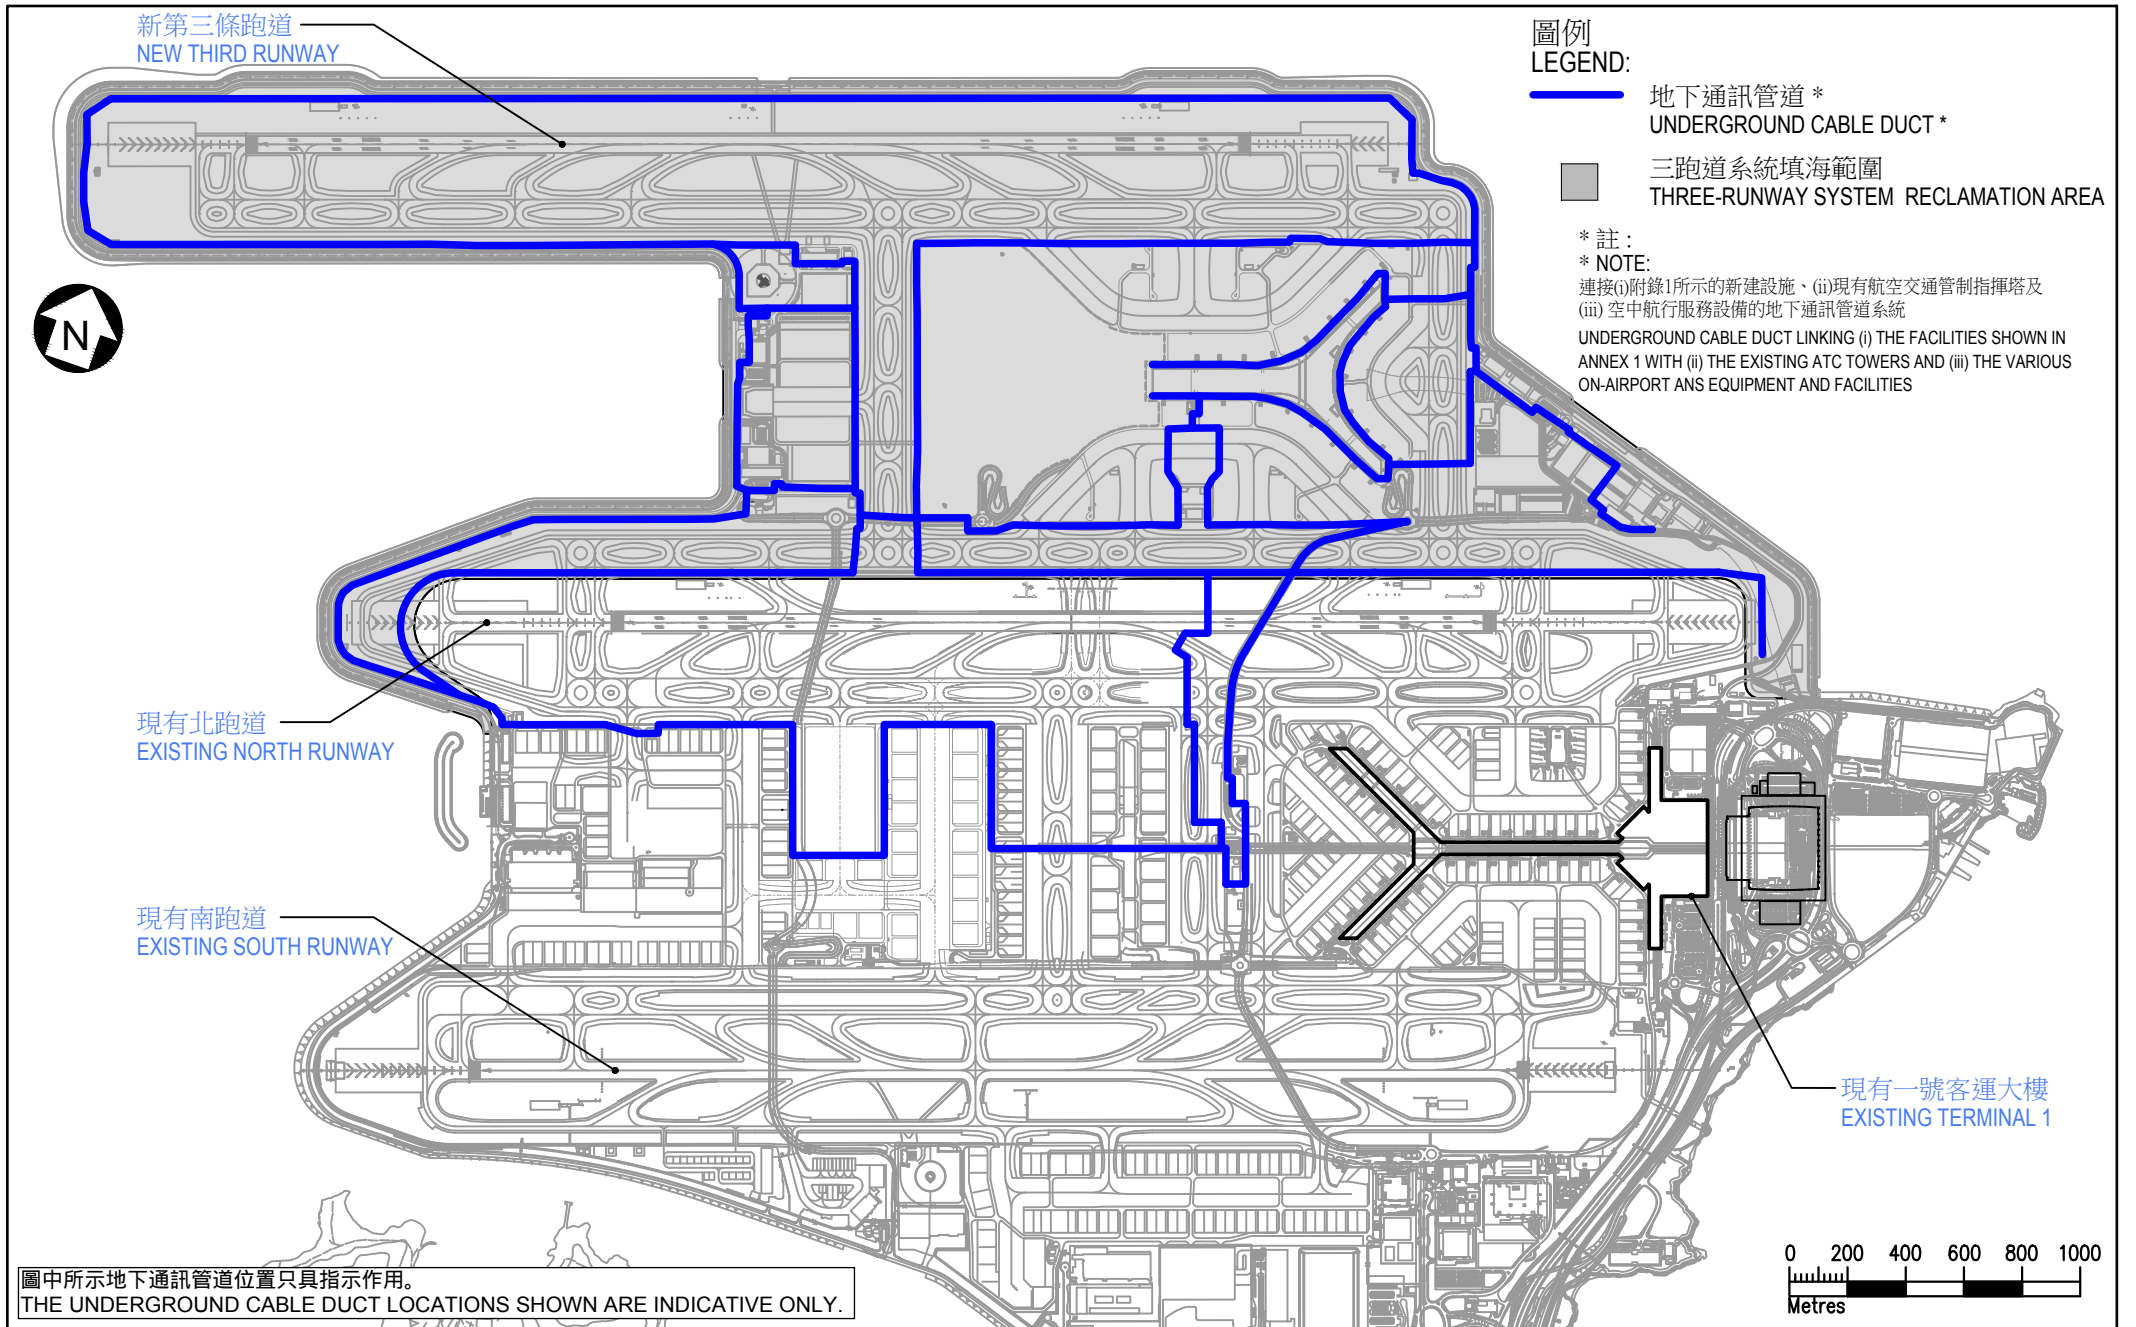 新第三條跑道
NEW THIRD RUNWAY
圖例
LEGEND:
地下通訊管道 *
UNDERGROUND CABLE DUCT *
三跑道系統填海範圍
THREE-RUNWAY SYSTEM RECLAMATION AREA
* 註 :
* NOTE:
連接(i)附錄1所示的新建設施、(ii)現有航空交通管制指揮塔及
(iii) 空中航行服務設備的地下通訊管道系統
UNDERGROUND CABLE DUCT LINKING (i) THE FACILITIES SHOWN IN
ANNEX 1 WITH (ii) THE EXISTING ATC TOWERS AND (iii) THE VARIOUS
ON-AIRPORT ANS EQUIPMENT AND FACILITIES
N
現有北跑道
EXISTING NORTH RUNWAY
現有南跑道
EXISTING SOUTH RUNWAY
現有一號客運大樓
EXISTING TERMINAL 1
0 200 400 600 800 1000
Metres
圖中所示地下通訊管道位置只具指示作用。
THE UNDERGROUND CABLE DUCT LOCATIONS SHOWN ARE INDICATIVE ONLY.